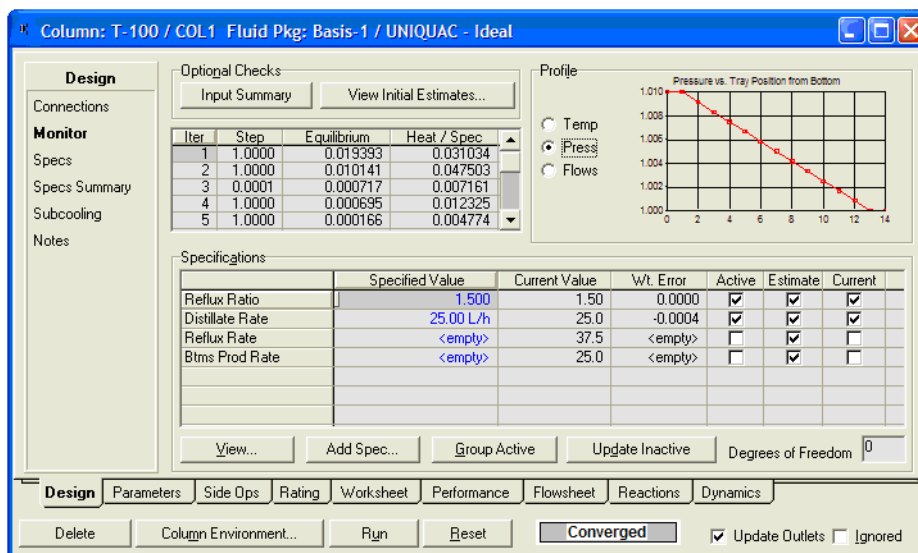 Column: T-100 / COL1 Fluid Pkg: Basis-1 / UNIQUAC - Ideal
Design
Connections
Monitor
Specs
Specs Summary
Subcooling
Notes
Optional Checks
Input Summary View Initial Estimates...
Iter Step Equilibrium Heat / Spec
1 1.0000 0.019393 0.031034
2 1.0000 0.010141 0.047503
3 0.0001 0.000717 0.007161
4 1.0000 0.000695 0.012325
5 1.0000 0.000166 0.004774
Profile
Temp
Press
Flows
Pressure vs. Tray Position from Bottom
1.010
1.008
1.006
1.004
1.002
1.000
0 2 4 6 8 10 12 14
Specifications
Specified Value Current Value Wt. Error Active Estimate Current
Reflux Ratio 1.500 1.50 0.0000
Distillate Rate 25.00 L/h 25.0 -0.0004
Reflux Rate <empty> 37.5 <empty>
Btms Prod Rate <empty> 25.0 <empty>
View... Add Spec... Group Active Update Inactive Degrees of Freedom 0
Design Parameters Side Ops Rating Worksheet Performance Flowsheet Reactions Dynamics
Delete Column Environment... Run Reset Converged Update Outlets Ignored